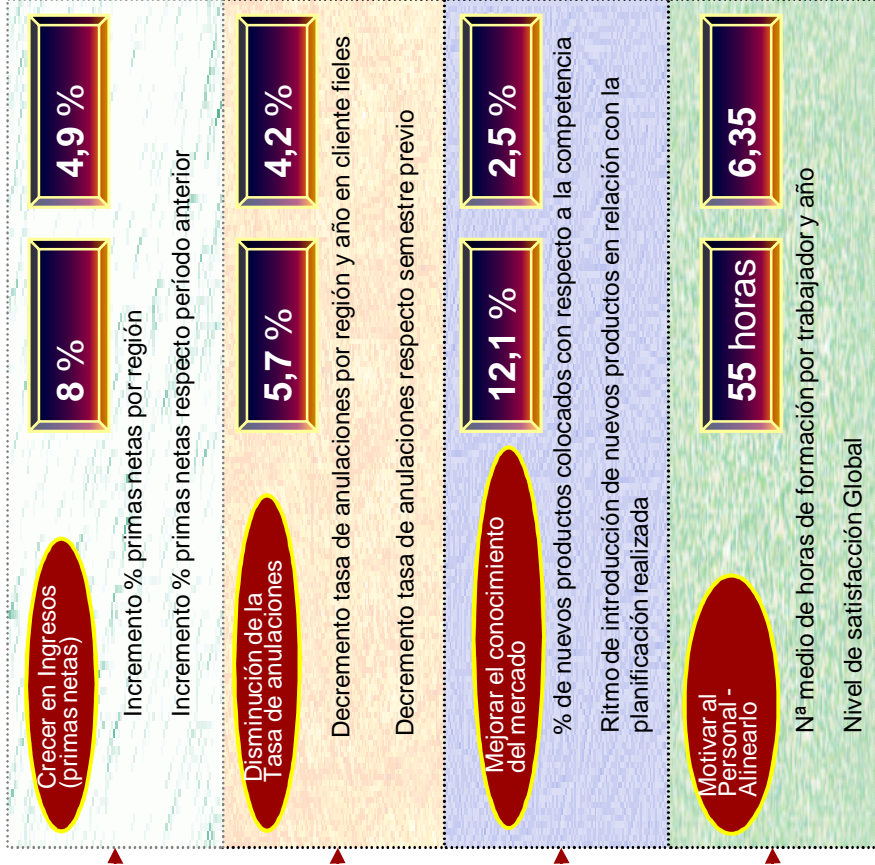 Crecer en Ingresos
(primas netas)
8 %
4,9 %
Incremento % primas netas por región
Incremento % primas netas respecto período anterior
Disminución de la
Tasa de anulaciones
5,7 %
4,2 %
Decremento tasa de anulaciones por región y año en cliente fieles
Decremento tasa de anulaciones respecto semestre previo
Mejorar el conocimiento
del mercado
12,1 %
2,5 %
% de nuevos productos colocados con respecto a la competencia
Ritmo de introducción de nuevos productos en relación con la
planificación realizada
Motivar al
Personal -
Alinearlo
55 horas
6,35
Nª medio de horas de formación por trabajador y año
Nivel de satisfacción Global